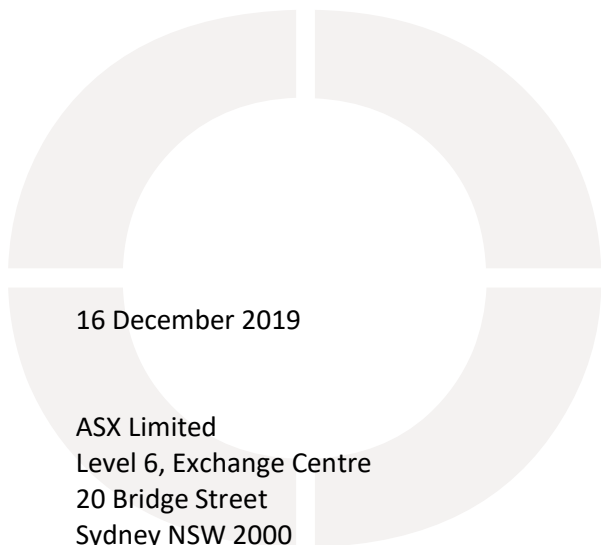 16 December 2019
ASX Limited
Level 6, Exchange Centre
20 Bridge Street
Sydney NSW 2000